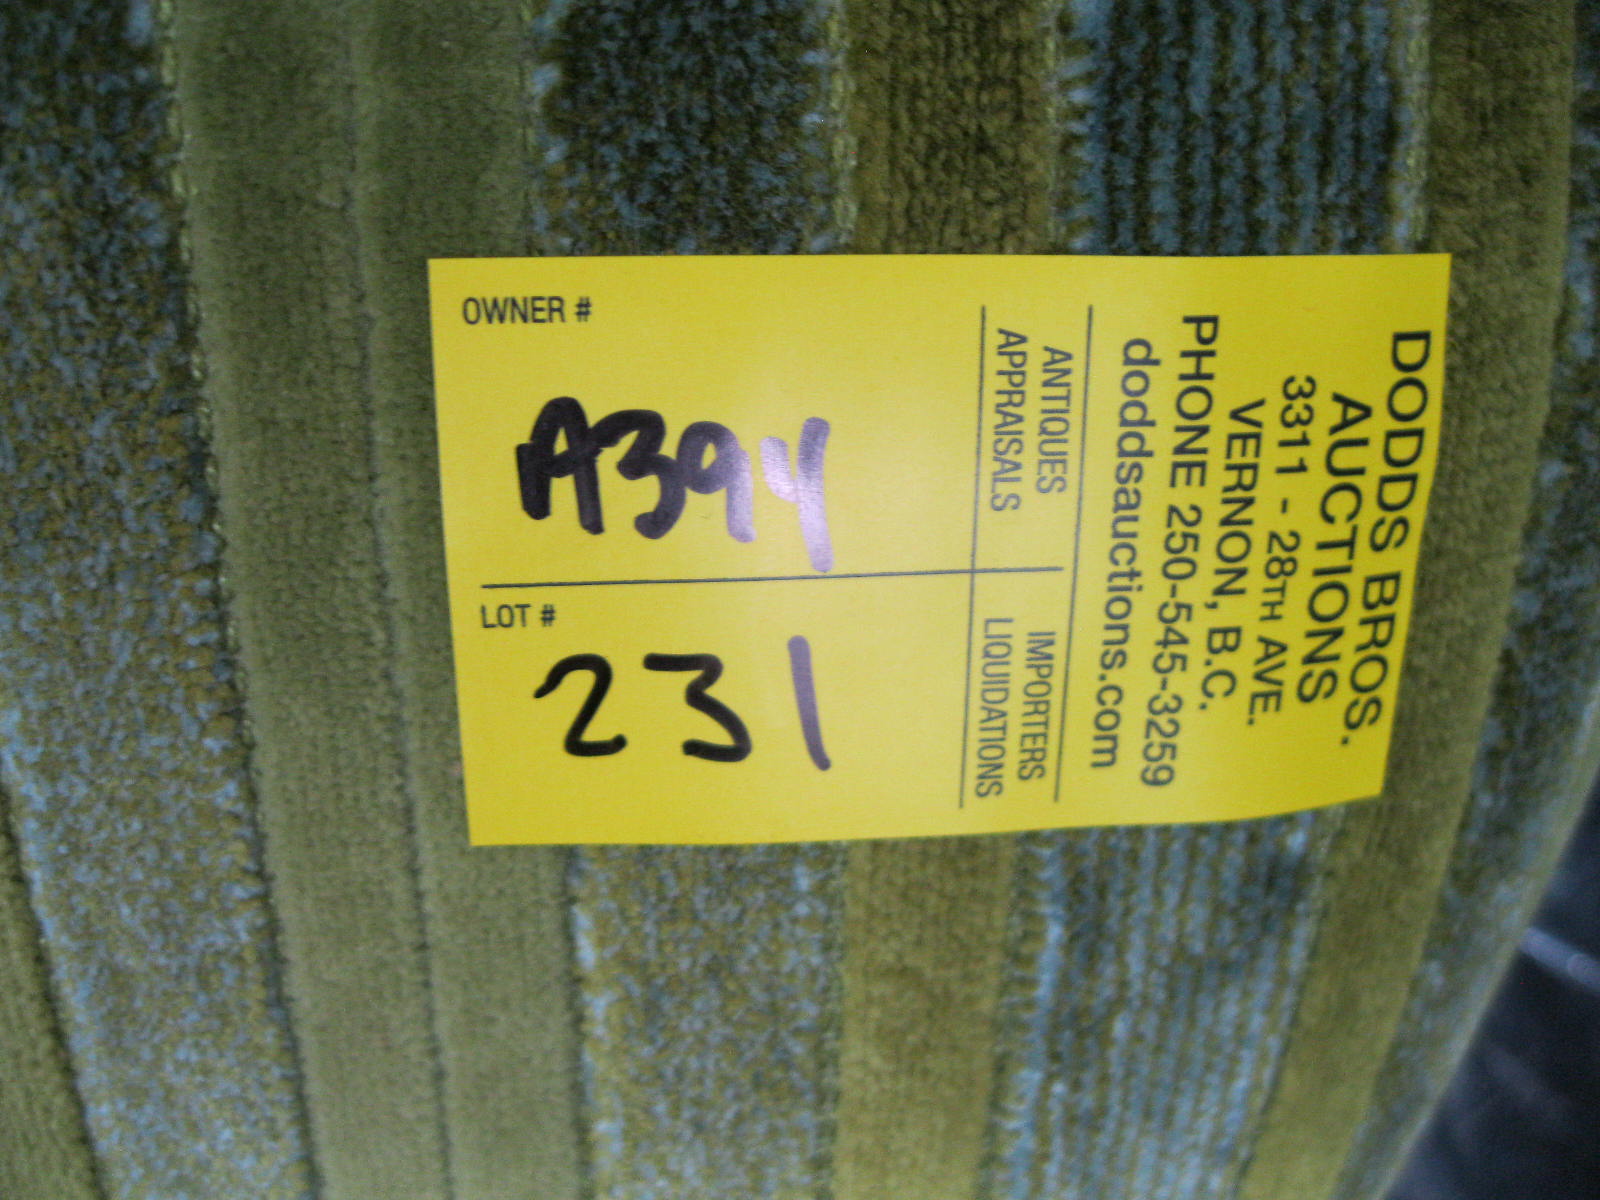 DODDS BROS.
AUCTIONS
3311 - 28TH AVE.
VERNON, B.C.
PHONE 250-545-3259
doddsauctions.com
ANTIQUES
APPRAISALS
IMPORTERS
LIQUIDATIONS
OWNER #
A394
LOT #
231